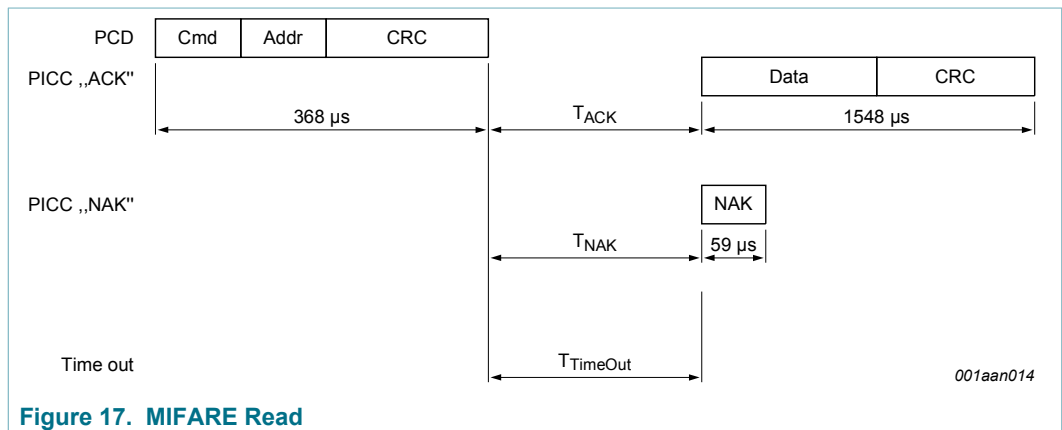 PCD Cmd Addr CRC
PICC ,,ACK" Data CRC
368 µs TACK 1548 µs
PICC ,,NAK" NAK
TNAK 59 µs
Time out TTimeOut 001aan014
Figure 17. MIFARE Read